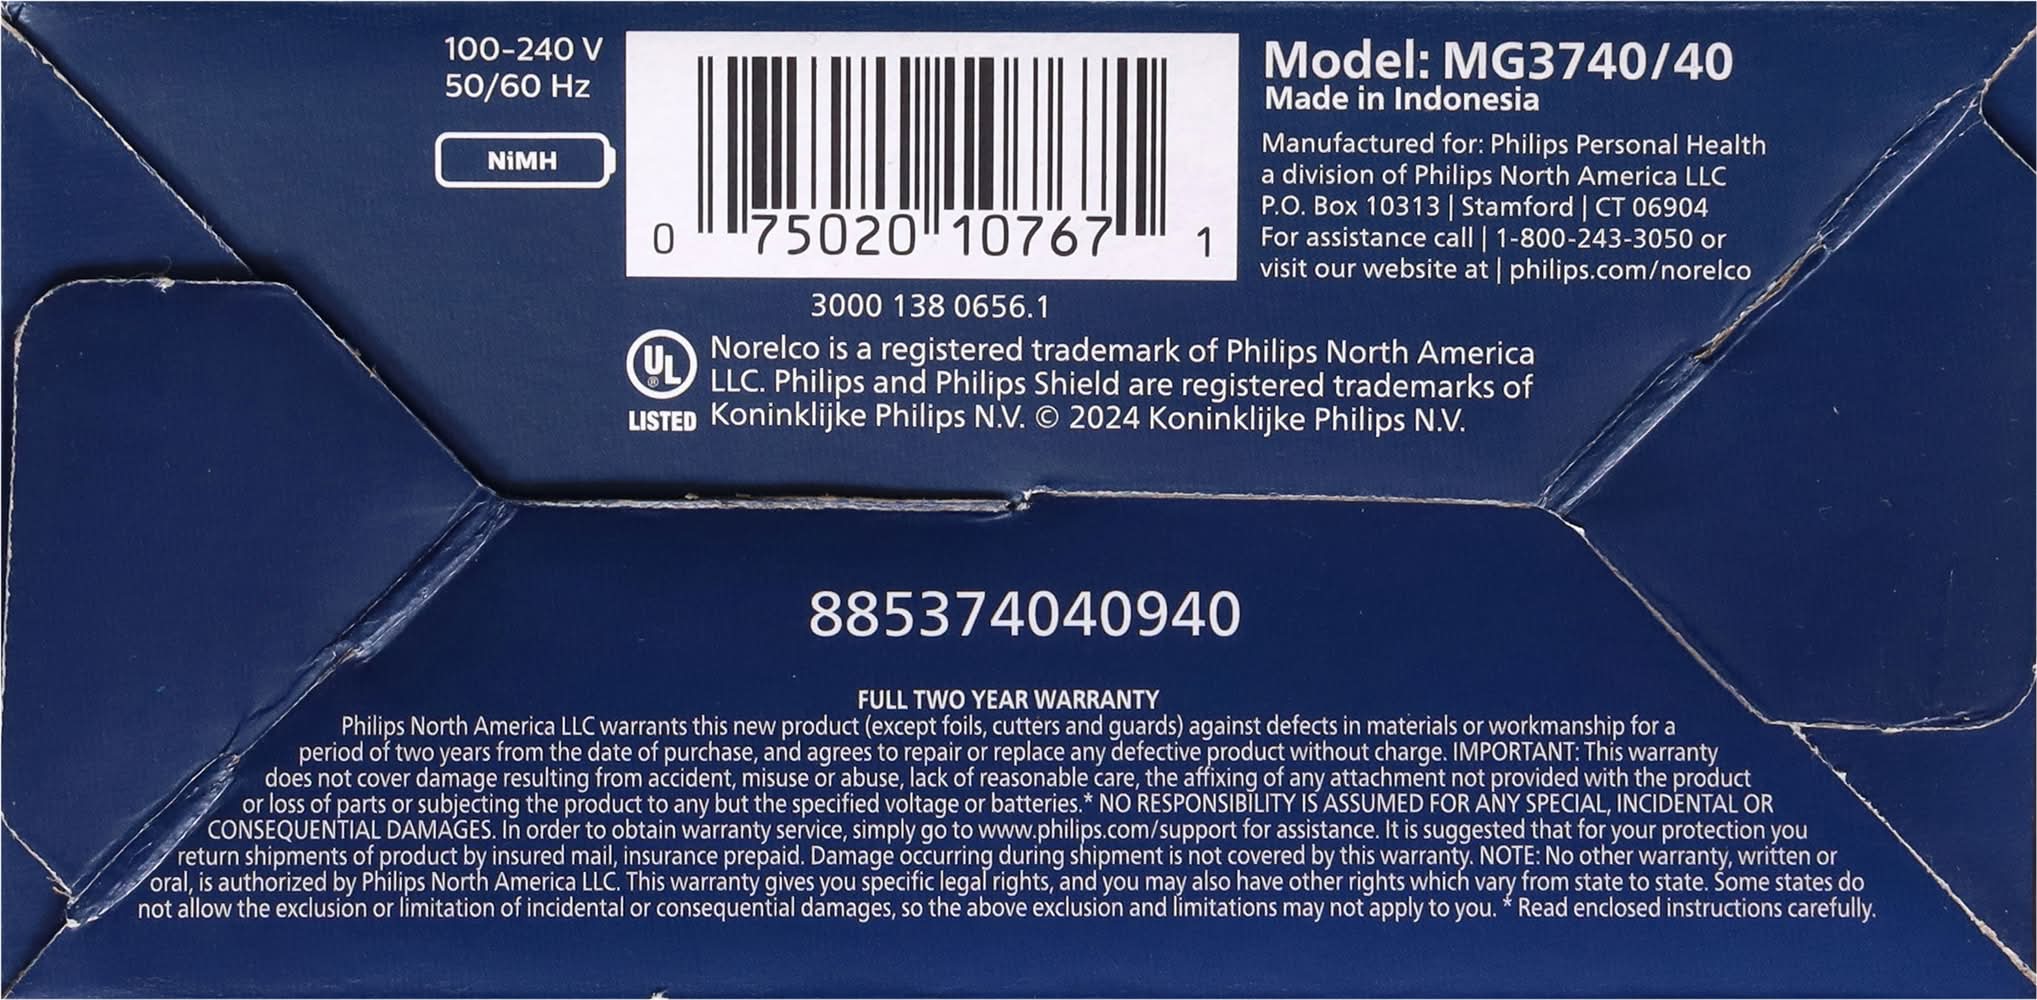 100-240 V
50/60 Hz
NiMH
0 75020 10767 1
3000 138 0656.1
Model: MG3740/40
Made in Indonesia
Manufactured for: Philips Personal Health
a division of Philips North America LLC
P.O. Box 10313 | Stamford | CT 06904
For assistance call | 1-800-243-3050 or
visit our website at | philips.com/norelco
UL
®
LISTED
Norelco is a registered trademark of Philips North America
LLC. Philips and Philips Shield are registered trademarks of
Koninklijke Philips N.V. © 2024 Koninklijke Philips N.V.
885374040940
FULL TWO YEAR WARRANTY
Philips North America LLC warrants this new product (except foils, cutters and guards) against defects in materials or workmanship for a
period of two years from the date of purchase, and agrees to repair or replace any defective product without charge. IMPORTANT: This warranty
does not cover damage resulting from accident, misuse or abuse, lack of reasonable care, the affixing of any attachment not provided with the product
or loss of parts or subjecting the product to any but the specified voltage or batteries.* NO RESPONSIBILITY IS ASSUMED FOR ANY SPECIAL, INCIDENTAL OR
CONSEQUENTIAL DAMAGES. In order to obtain warranty service, simply go to www.philips.com/support for assistance. It is suggested that for your protection you
return shipments of product by insured mail, insurance prepaid. Damage occurring during shipment is not covered by this warranty. NOTE: No other warranty, written or
oral, is authorized by Philips North America LLC. This warranty gives you specific legal rights, and you may also have other rights which vary from state to state. Some states do
not allow the exclusion or limitation of incidental or consequential damages, so the above exclusion and limitations may not apply to you. * Read enclosed instructions carefully.